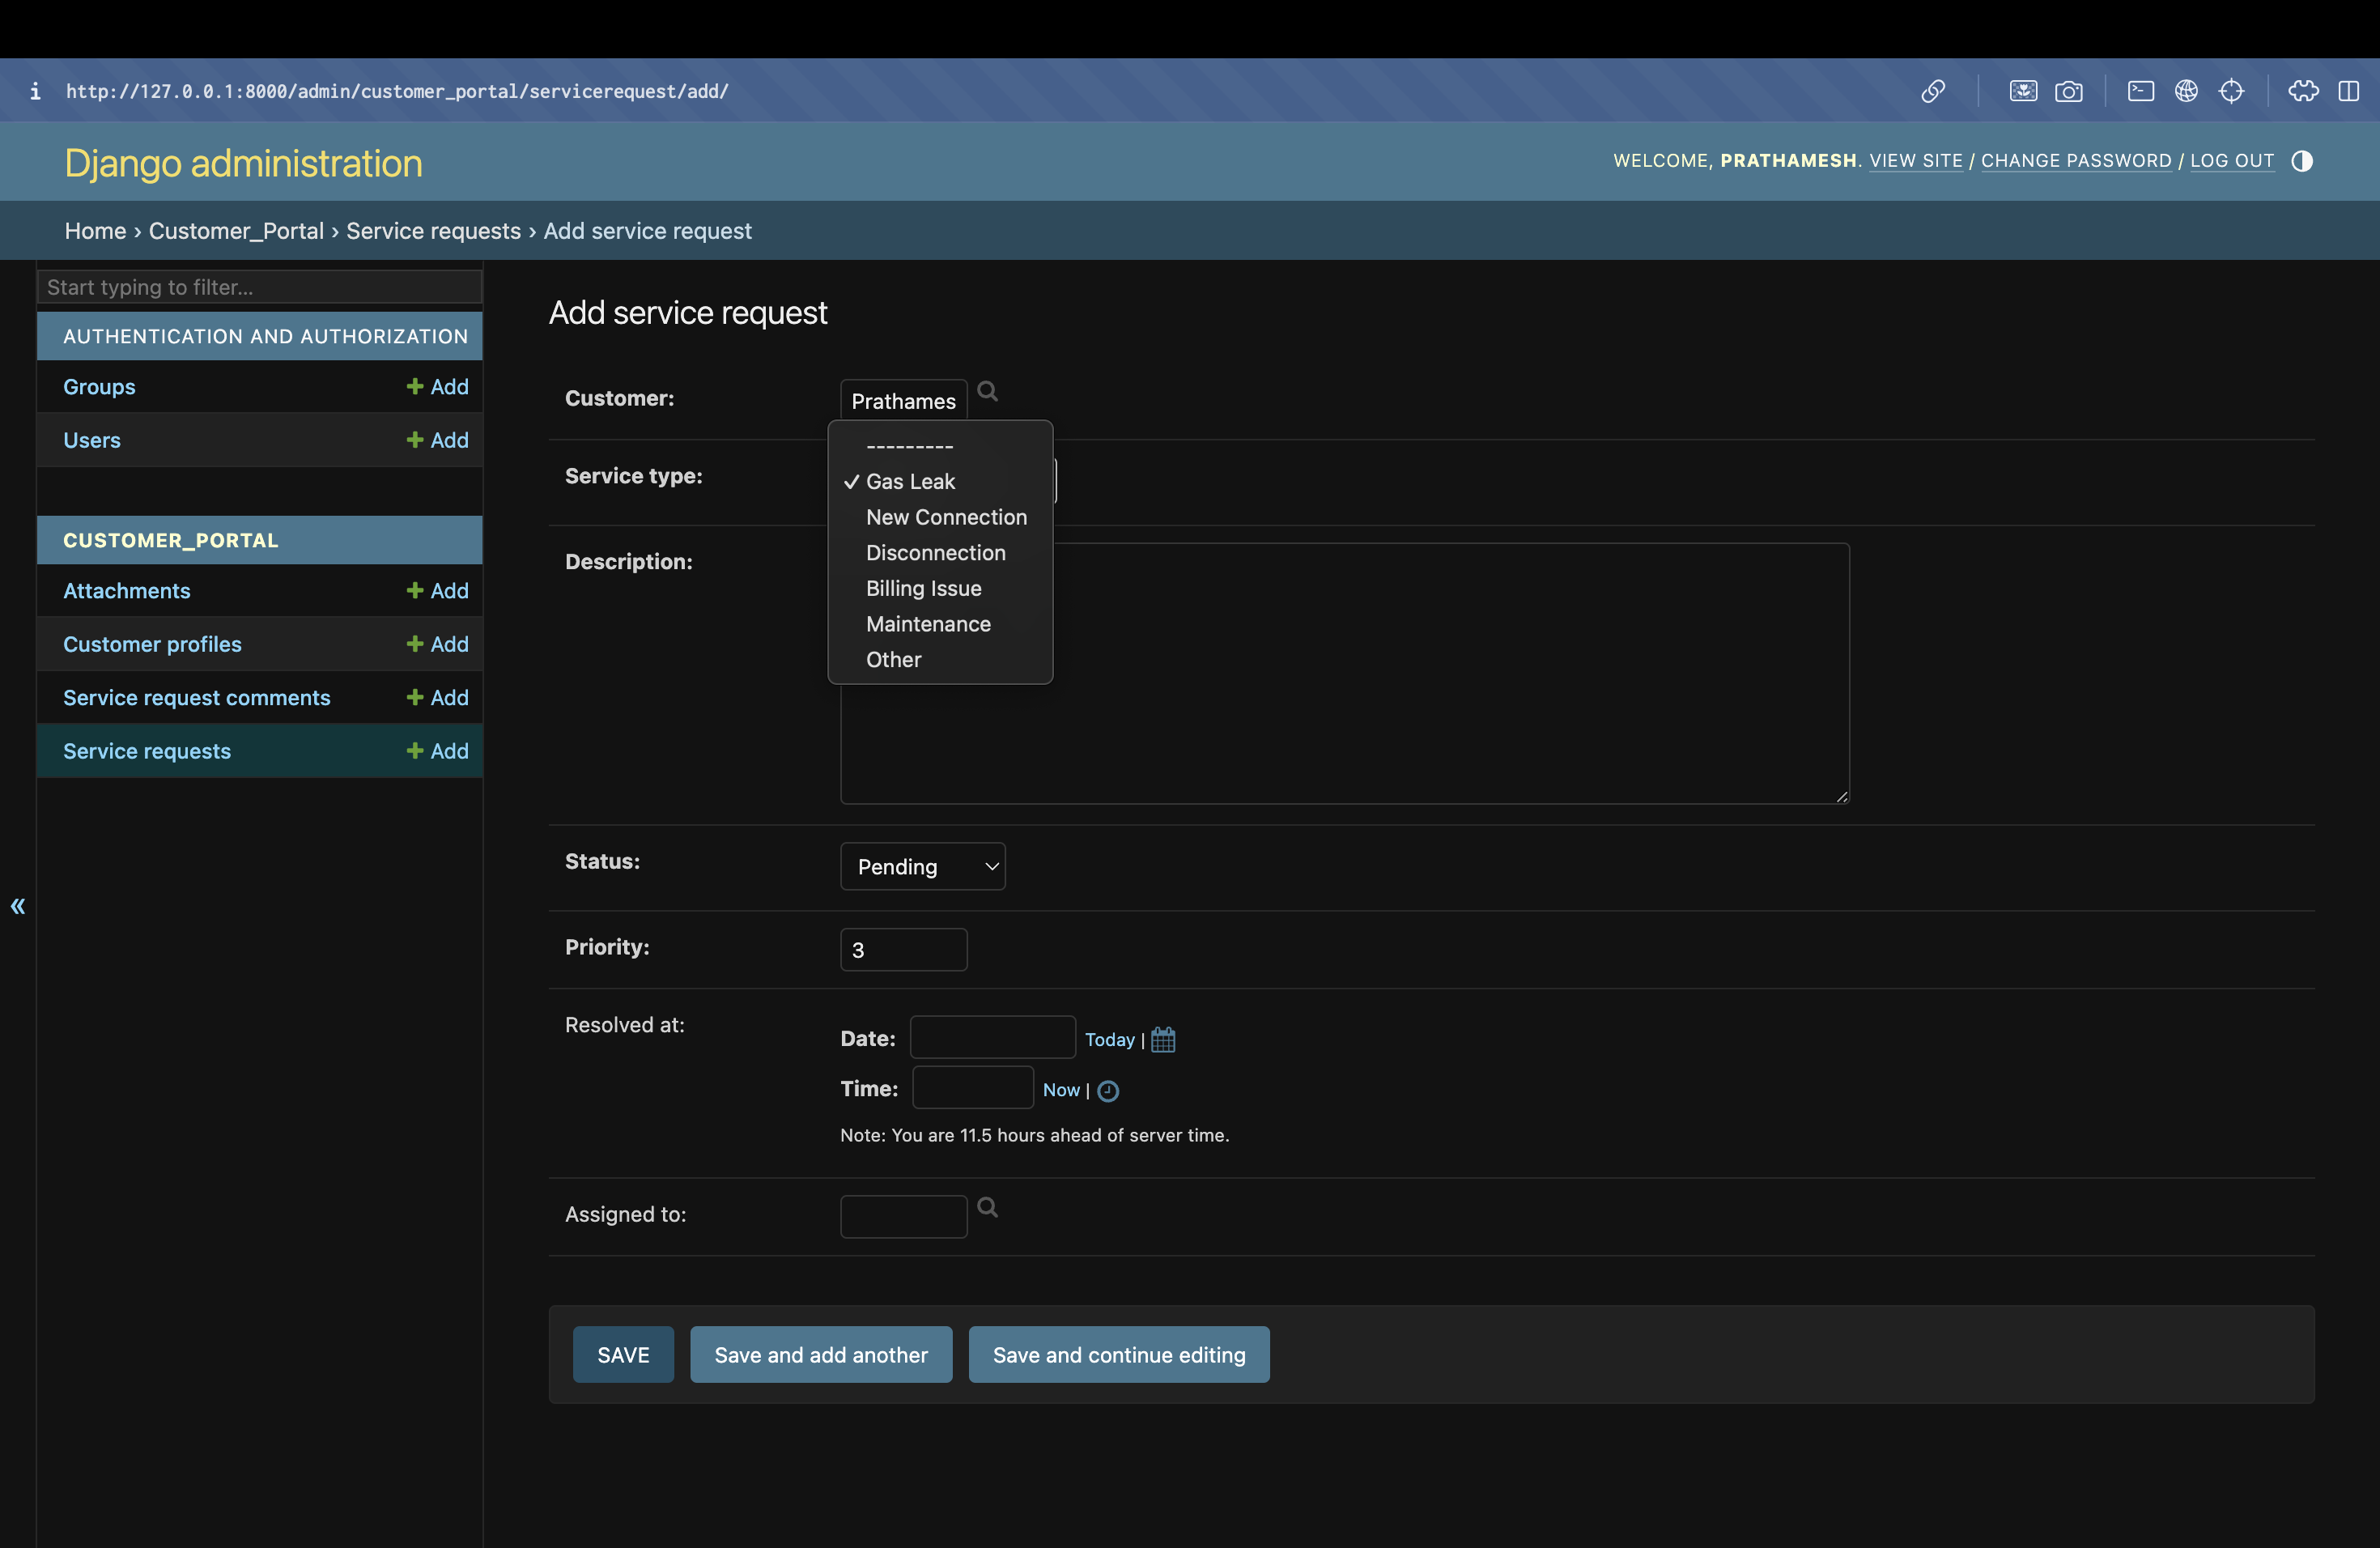 i http://127.0.0.1:8000/admin/customer_portal/servicerequest/add/
Django administration
WELCOME, PRATHAMESH. VIEW SITE / CHANGE PASSWORD / LOG OUT
Home › Customer_Portal › Service requests › Add service request
Start typing to filter...
AUTHENTICATION AND AUTHORIZATION
Groups + Add
Users + Add
CUSTOMER_PORTAL
Attachments + Add
Customer profiles + Add
Service request comments + Add
Service requests + Add
«
Add service request
Customer: Prathames
Service type:
---------
✓ Gas Leak
New Connection
Disconnection
Billing Issue
Maintenance
Other
Description:
Status: Pending
Priority: 3
Resolved at:
Date: Today |
Time: Now |
Note: You are 11.5 hours ahead of server time.
Assigned to:
SAVE Save and add another Save and continue editing